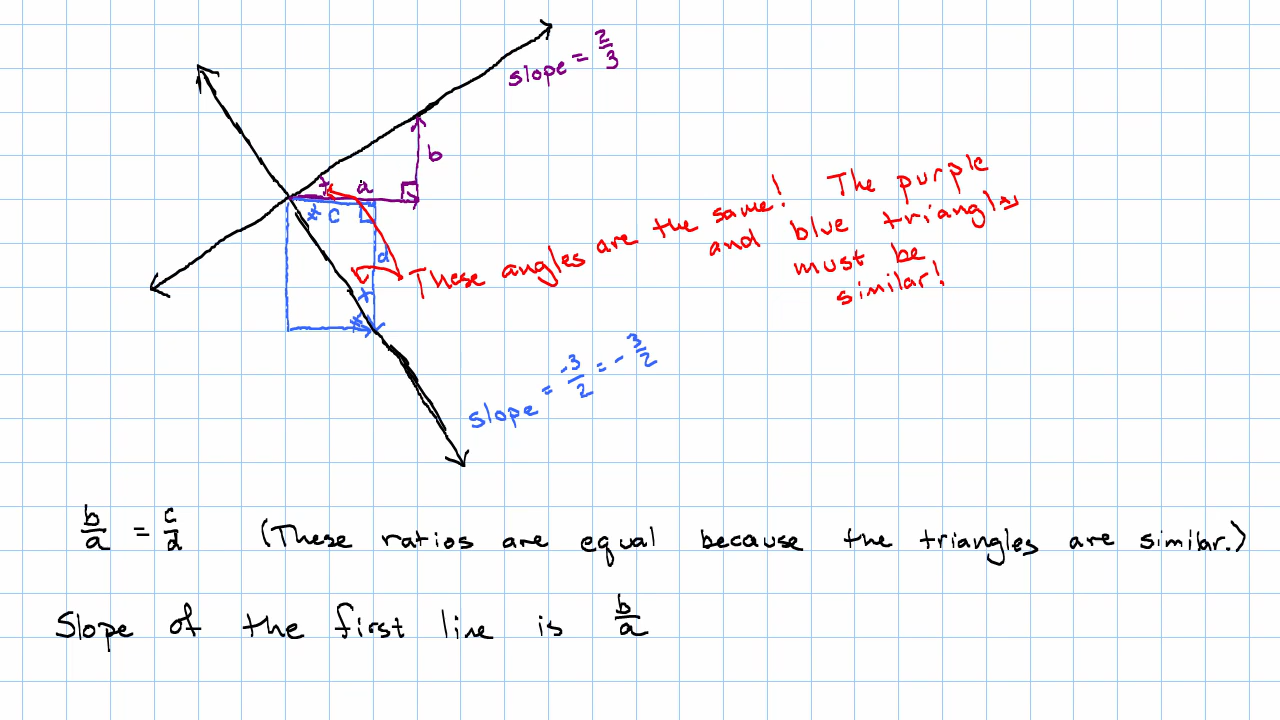 slope = 2/3
b
a
c
d
These angles are the same! The purple
and blue triangles
must be
similar!
slope = -3/2 = - 3/2
b/a = c/d (These ratios are equal because the triangles are similar.)
Slope of the first line is b/a